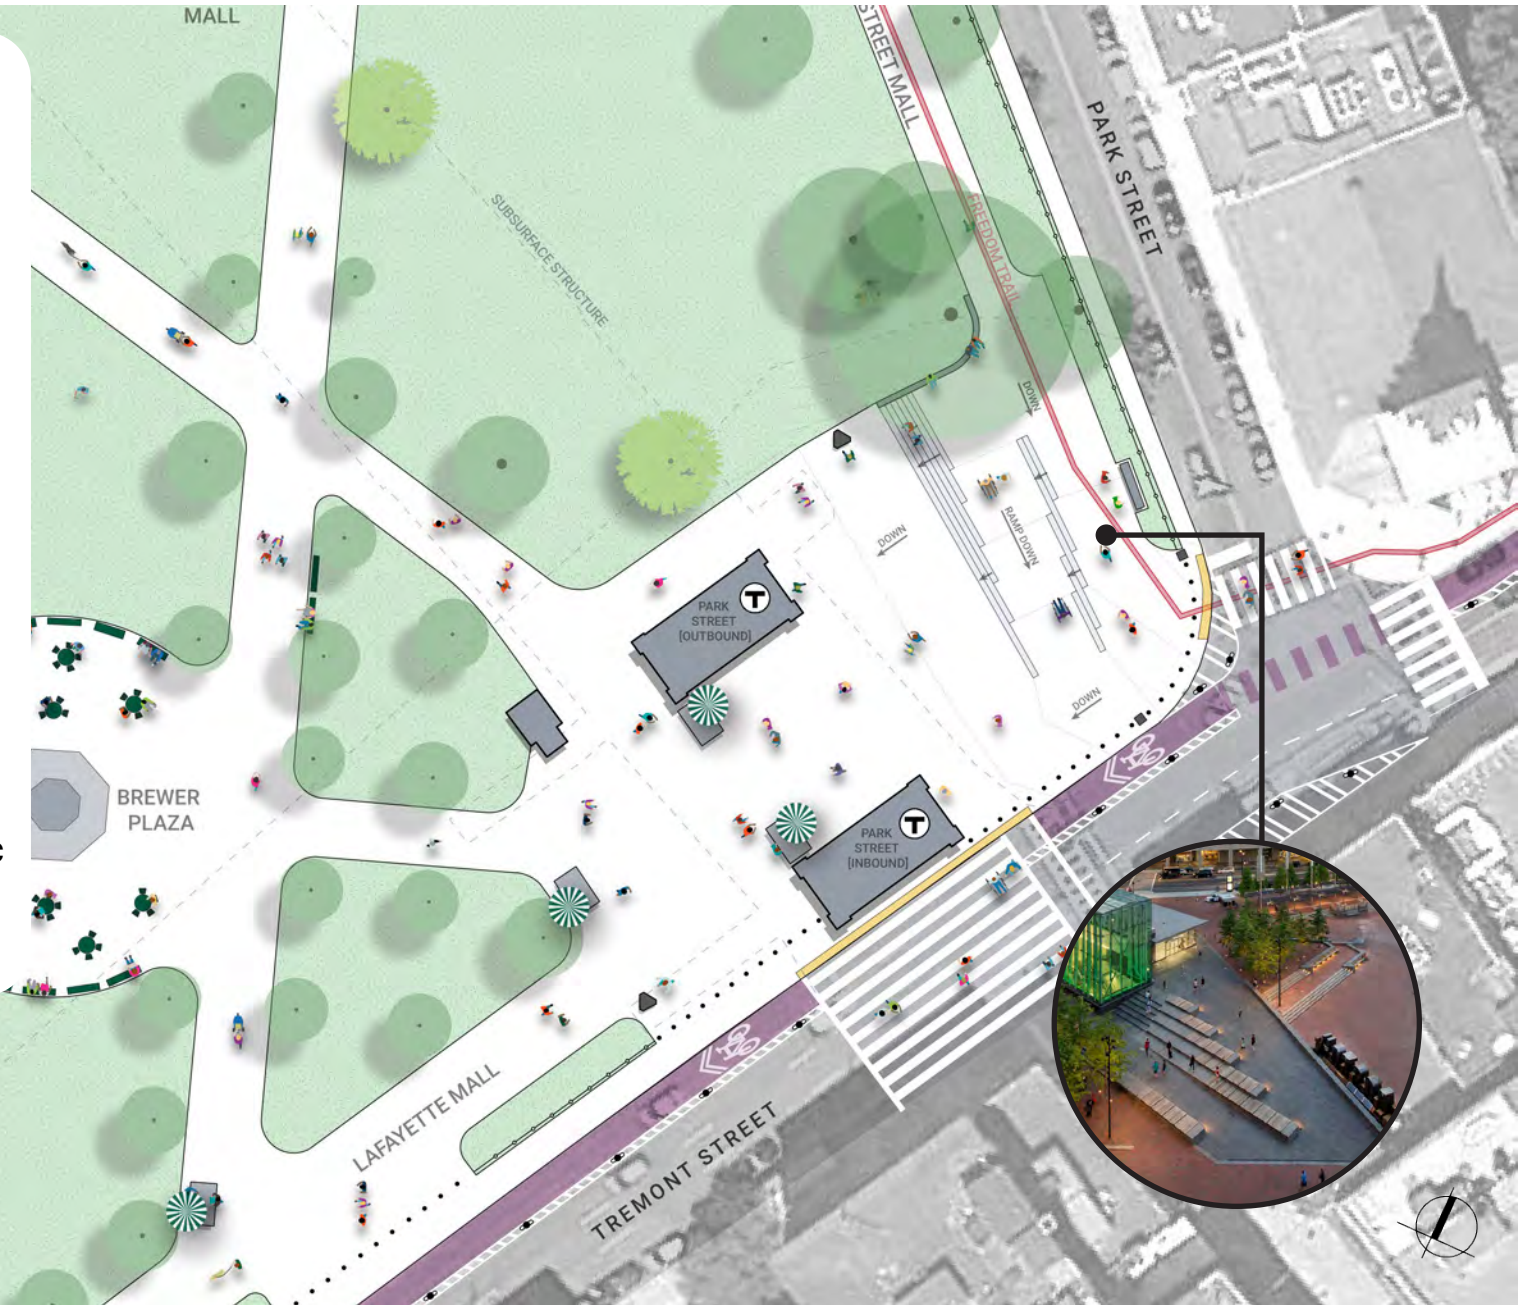 MALL
STREET MALL
PARK STREET
SUBSURFACE STRUCTURE
FREEDOM TRAIL
DOWN
DOWN
RAMP DOWN
PARK
STREET
[OUTBOUND]
T
DOWN
BREWER
PLAZA
PARK
STREET
[INBOUND]
T
LAFAYETTE MALL
TREMONT STREET